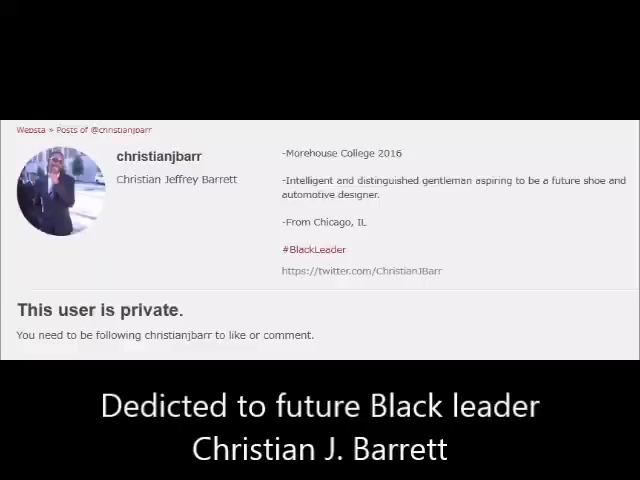 Websta » Posts of @christianjbarr
christianjbarr
Christian Jeffrey Barrett
-Morehouse College 2016
-Intelligent and distinguished gentleman aspiring to be a future shoe and
automotive designer.
-From Chicago, IL
#BlackLeader
https://twitter.com/ChristianJBarr
This user is private.
You need to be following christianjbarr to like or comment.
Dedicted to future Black leader
Christian J. Barrett